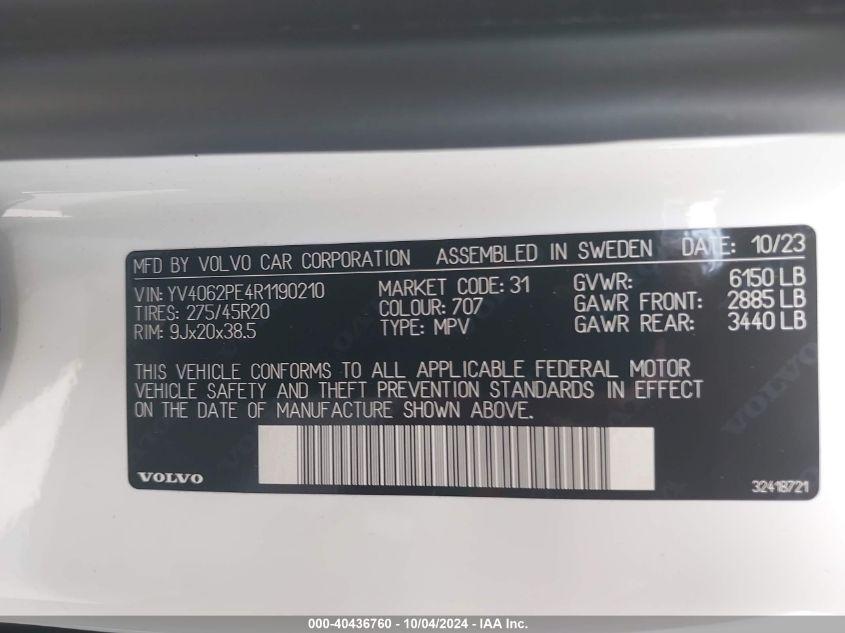 MFD BY VOLVO CAR CORPORATION ASSEMBLED IN SWEDEN DATE: 10/23
VIN: YV4062PE4R1190210 MARKET CODE: 31 GVWR: 6150 LB
TIRES: 275/45R20 COLOUR: 707 GAWR FRONT: 2885 LB
RIM: 9Jx20x38.5 TYPE: MPV GAWR REAR: 3440 LB
THIS VEHICLE CONFORMS TO ALL APPLICABLE FEDERAL MOTOR
VEHICLE SAFETY AND THEFT PREVENTION STANDARDS IN EFFECT
ON THE DATE OF MANUFACTURE SHOWN ABOVE.
VOLVO
VOLVO 32418721
000-40436760 - 10/04/2024 - IAA Inc.